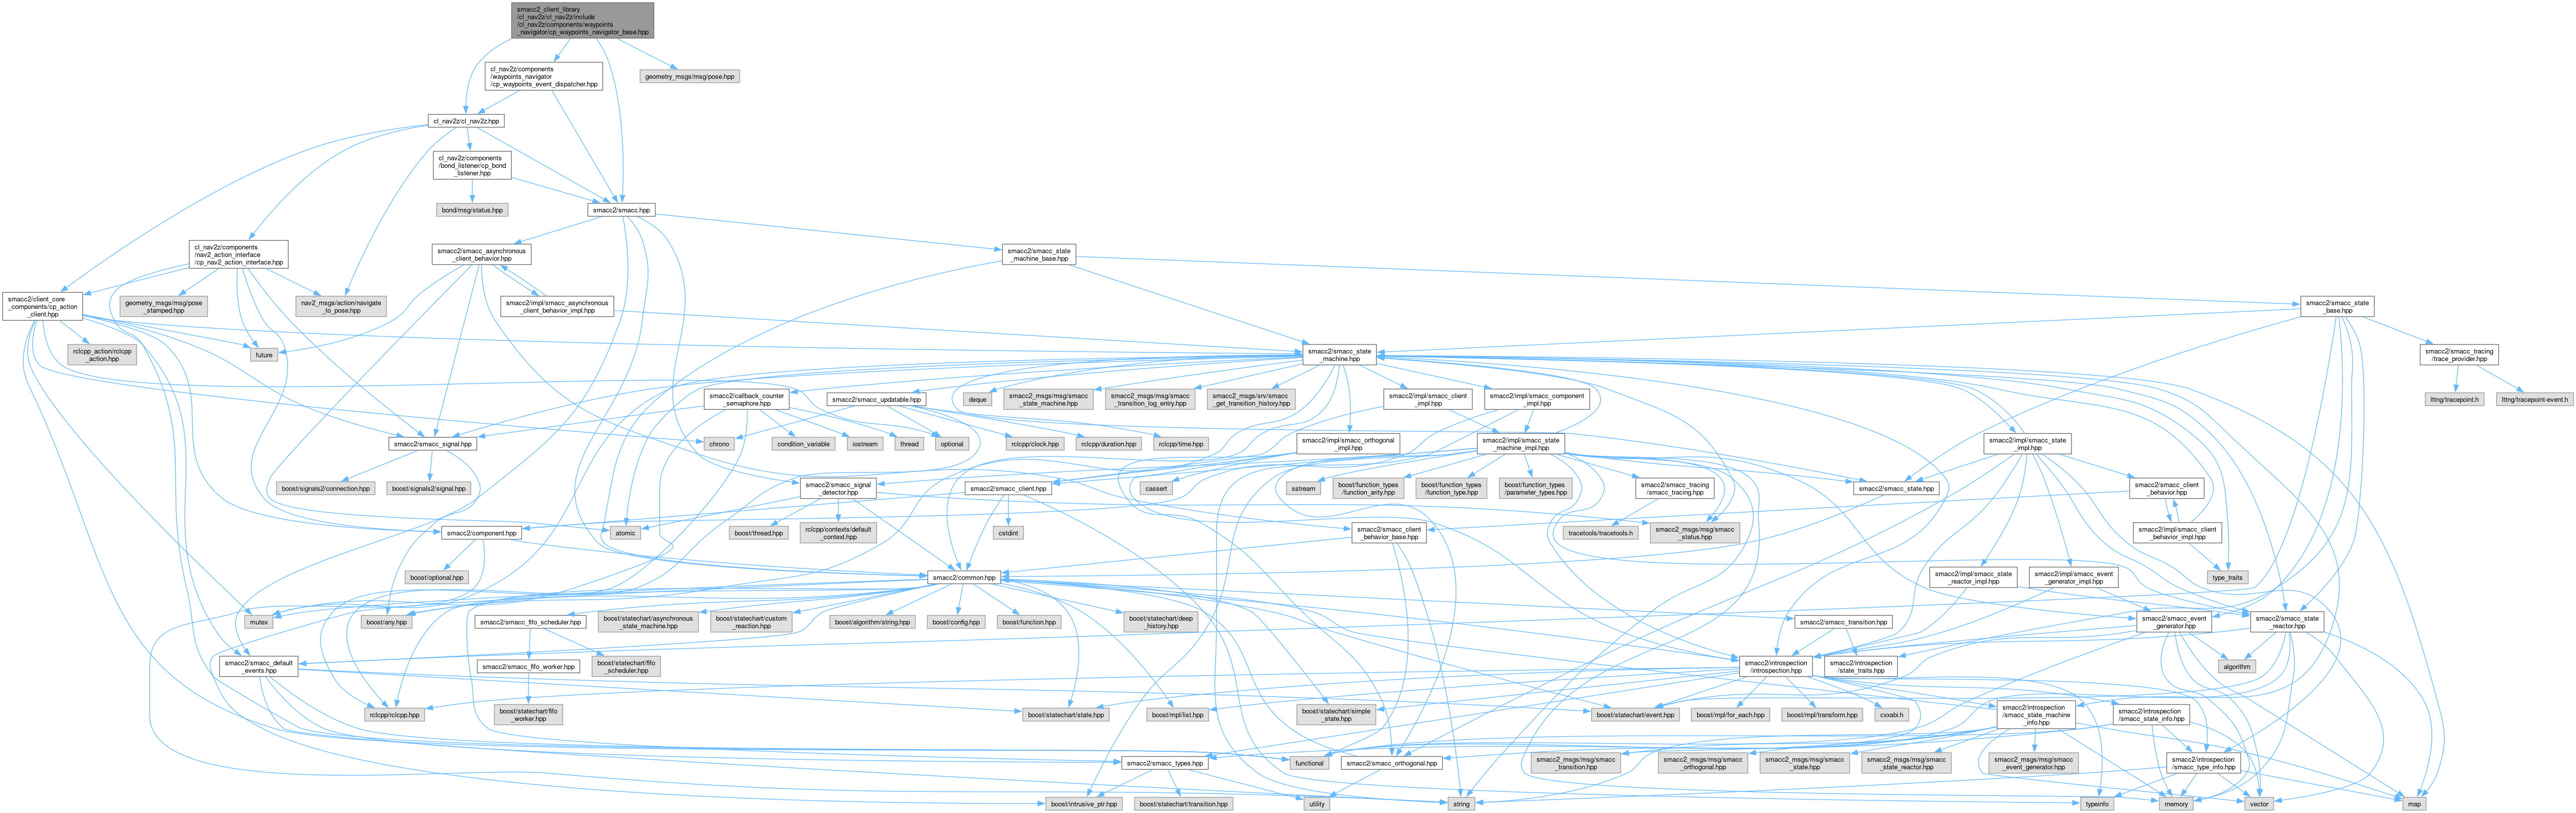 smacc2_client_library
/cl_nav2z/cl_nav2z/include
/cl_nav2z/components/waypoints
_navigator/cp_waypoints_navigator_base.hpp
cl_nav2z/components
/waypoints_navigator
/cp_waypoints_event_dispatcher.hpp
geometry_msgs/msg/pose.hpp
cl_nav2z/cl_nav2z.hpp
cl_nav2z/components
/bond_listener/cp_bond
_listener.hpp
bond/msg/status.hpp
smacc2/smacc.hpp
cl_nav2z/components
/nav2_action_interface
/cp_nav2_action_interface.hpp
smacc2/smacc_asynchronous
_client_behavior.hpp
smacc2/smacc_state
_machine_base.hpp
smacc2/client_core
_components/cp_action
_client.hpp
geometry_msgs/msg/pose
_stamped.hpp
nav2_msgs/action/navigate
_to_pose.hpp
smacc2/impl/smacc_asynchronous
_client_behavior_impl.hpp
smacc2/smacc_state
_base.hpp
rclcpp_action/rclcpp
_action.hpp
future
smacc2/smacc_state
_machine.hpp
smacc2/smacc_tracing
/trace_provider.hpp
smacc2/callback_counter
_semaphore.hpp
smacc2/smacc_updatable.hpp
deque
smacc2_msgs/msg/smacc
_state_machine.hpp
smacc2_msgs/msg/smacc
_transition_log_entry.hpp
smacc2_msgs/srv/smacc
_get_transition_history.hpp
smacc2/impl/smacc_client
_impl.hpp
smacc2/impl/smacc_component
_impl.hpp
lttng/tracepoint.h
lttng/tracepoint-event.h
smacc2/smacc_signal.hpp
chrono
condition_variable
iostream
thread
optional
rclcpp/clock.hpp
rclcpp/duration.hpp
rclcpp/time.hpp
smacc2/impl/smacc_orthogonal
_impl.hpp
smacc2/impl/smacc_state
_machine_impl.hpp
smacc2/impl/smacc_state
_impl.hpp
boost/signals2/connection.hpp
boost/signals2/signal.hpp
smacc2/smacc_signal
_detector.hpp
smacc2/smacc_client.hpp
cassert
sstream
boost/function_types
/function_arity.hpp
boost/function_types
/function_type.hpp
boost/function_types
/parameter_types.hpp
smacc2/smacc_tracing
/smacc_tracing.hpp
smacc2/smacc_state.hpp
smacc2/smacc_client
_behavior.hpp
smacc2/component.hpp
atomic
boost/thread.hpp
rclcpp/contexts/default
_context.hpp
cstdint
smacc2/smacc_client
_behavior_base.hpp
tracetools/tracetools.h
smacc2_msgs/msg/smacc
_status.hpp
smacc2/impl/smacc_client
_behavior_impl.hpp
boost/optional.hpp
smacc2/common.hpp
smacc2/impl/smacc_state
_reactor_impl.hpp
smacc2/impl/smacc_event
_generator_impl.hpp
type_traits
mutex
boost/any.hpp
smacc2/smacc_fifo_scheduler.hpp
boost/statechart/asynchronous
_state_machine.hpp
boost/statechart/custom
_reaction.hpp
boost/algorithm/string.hpp
boost/config.hpp
boost/function.hpp
boost/statechart/deep
_history.hpp
smacc2/smacc_transition.hpp
smacc2/smacc_event
_generator.hpp
smacc2/smacc_state
_reactor.hpp
smacc2/smacc_default
_events.hpp
smacc2/smacc_fifo_worker.hpp
boost/statechart/fifo
_scheduler.hpp
smacc2/introspection
/introspection.hpp
smacc2/introspection
/state_traits.hpp
algorithm
rclcpp/rclcpp.hpp
boost/statechart/fifo
_worker.hpp
boost/statechart/state.hpp
boost/mpl/list.hpp
boost/statechart/simple
_state.hpp
boost/statechart/event.hpp
boost/mpl/for_each.hpp
boost/mpl/transform.hpp
cxxabi.h
smacc2/introspection
/smacc_state_machine
_info.hpp
smacc2/introspection
/smacc_state_info.hpp
smacc2/smacc_types.hpp
functional
smacc2/smacc_orthogonal.hpp
smacc2_msgs/msg/smacc
_transition.hpp
smacc2_msgs/msg/smacc
_orthogonal.hpp
smacc2_msgs/msg/smacc
_state.hpp
smacc2_msgs/msg/smacc
_state_reactor.hpp
smacc2_msgs/msg/smacc
_event_generator.hpp
smacc2/introspection
/smacc_type_info.hpp
boost/intrusive_ptr.hpp
boost/statechart/transition.hpp
utility
string
typeinfo
memory
vector
map